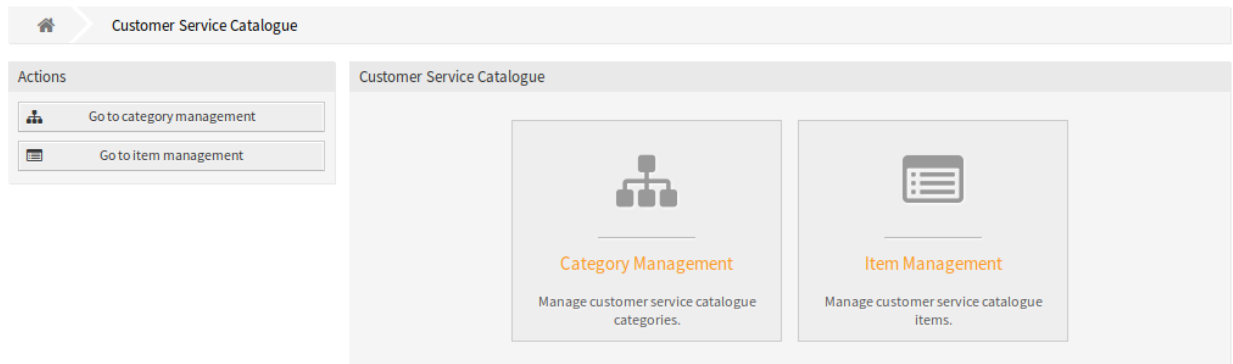 Customer Service Catalogue
Actions
Go to category management
Go to item management
Customer Service Catalogue
Category Management
Manage customer service catalogue
categories.
Item Management
Manage customer service catalogue
items.